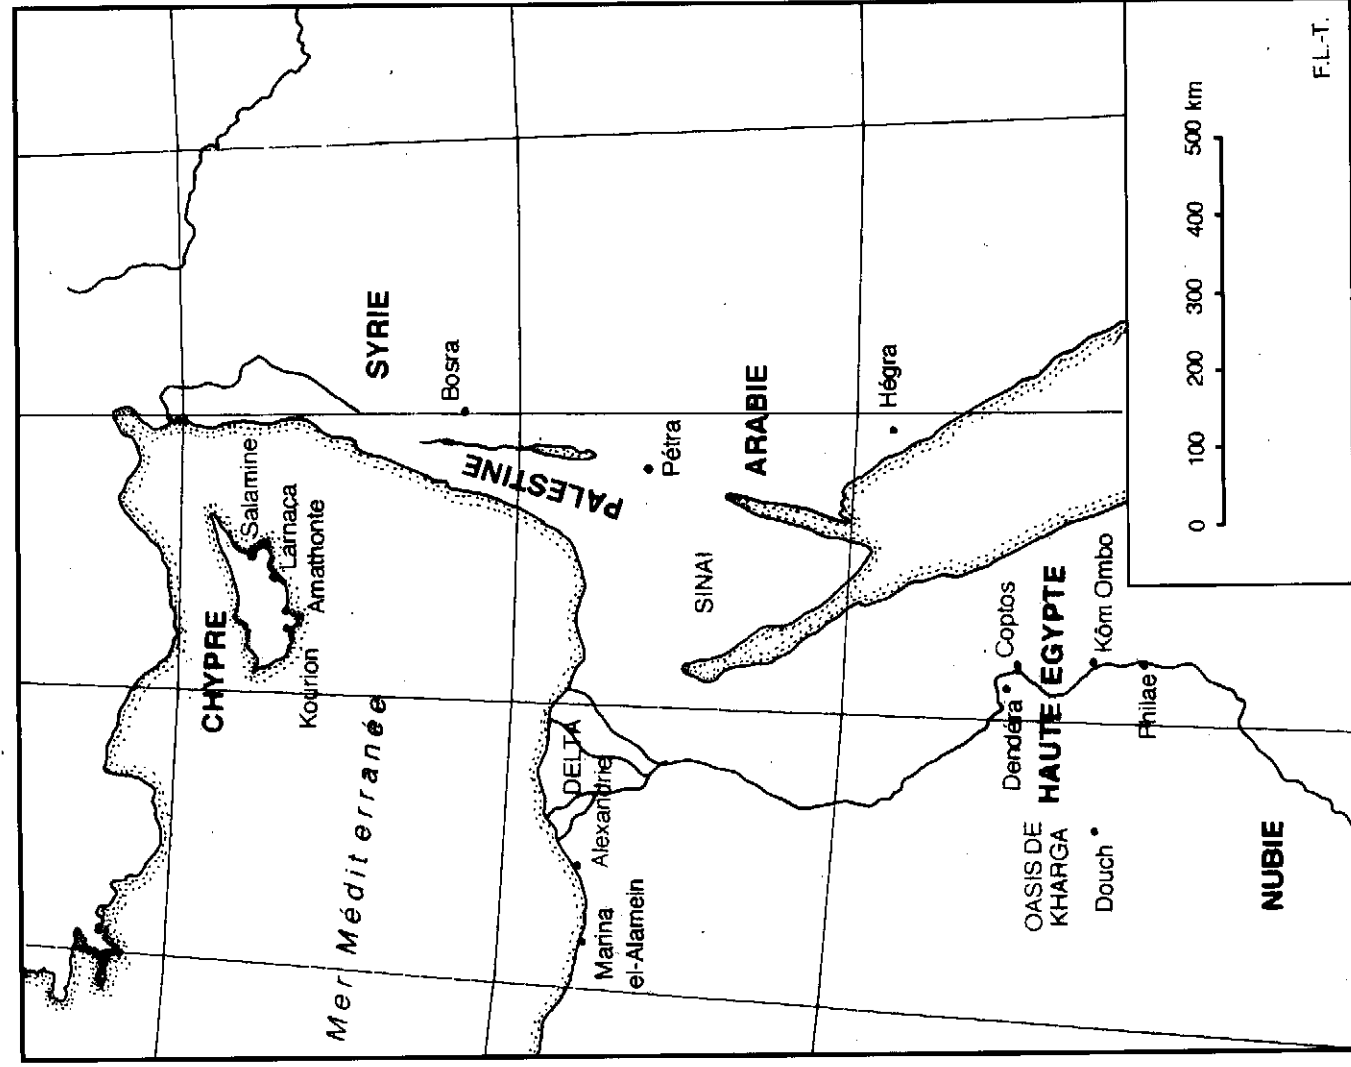 CHYPRE
Salamine
Larnaca
Amathonte
Kourion
Mer Méditerranée
SYRIE
Bosra
PALESTINE
Pétra
ARABIE
Hégra
SINAI
DELTA
Alexandrie
Marina
el-Alamein
Coptos
Dendera
HAUTE EGYPTE
Kôm Ombo
Philae
OASIS DE
KHARGA
Douch
NUBIE
0 100 200 300 400 500 km
F.L.-T.